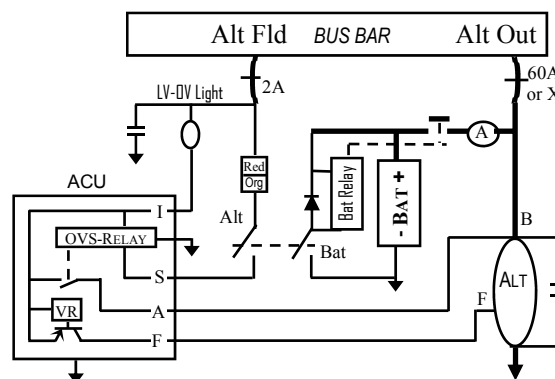 Alt Fld BUS BAR Alt Out
2A
60A
or X
LV-OV Light
A
Red
Org
Bat Relay
- BAT +
ACU
I
Alt
Bat
B
OVS-RELAY
S
A
F
ALT
VR
F